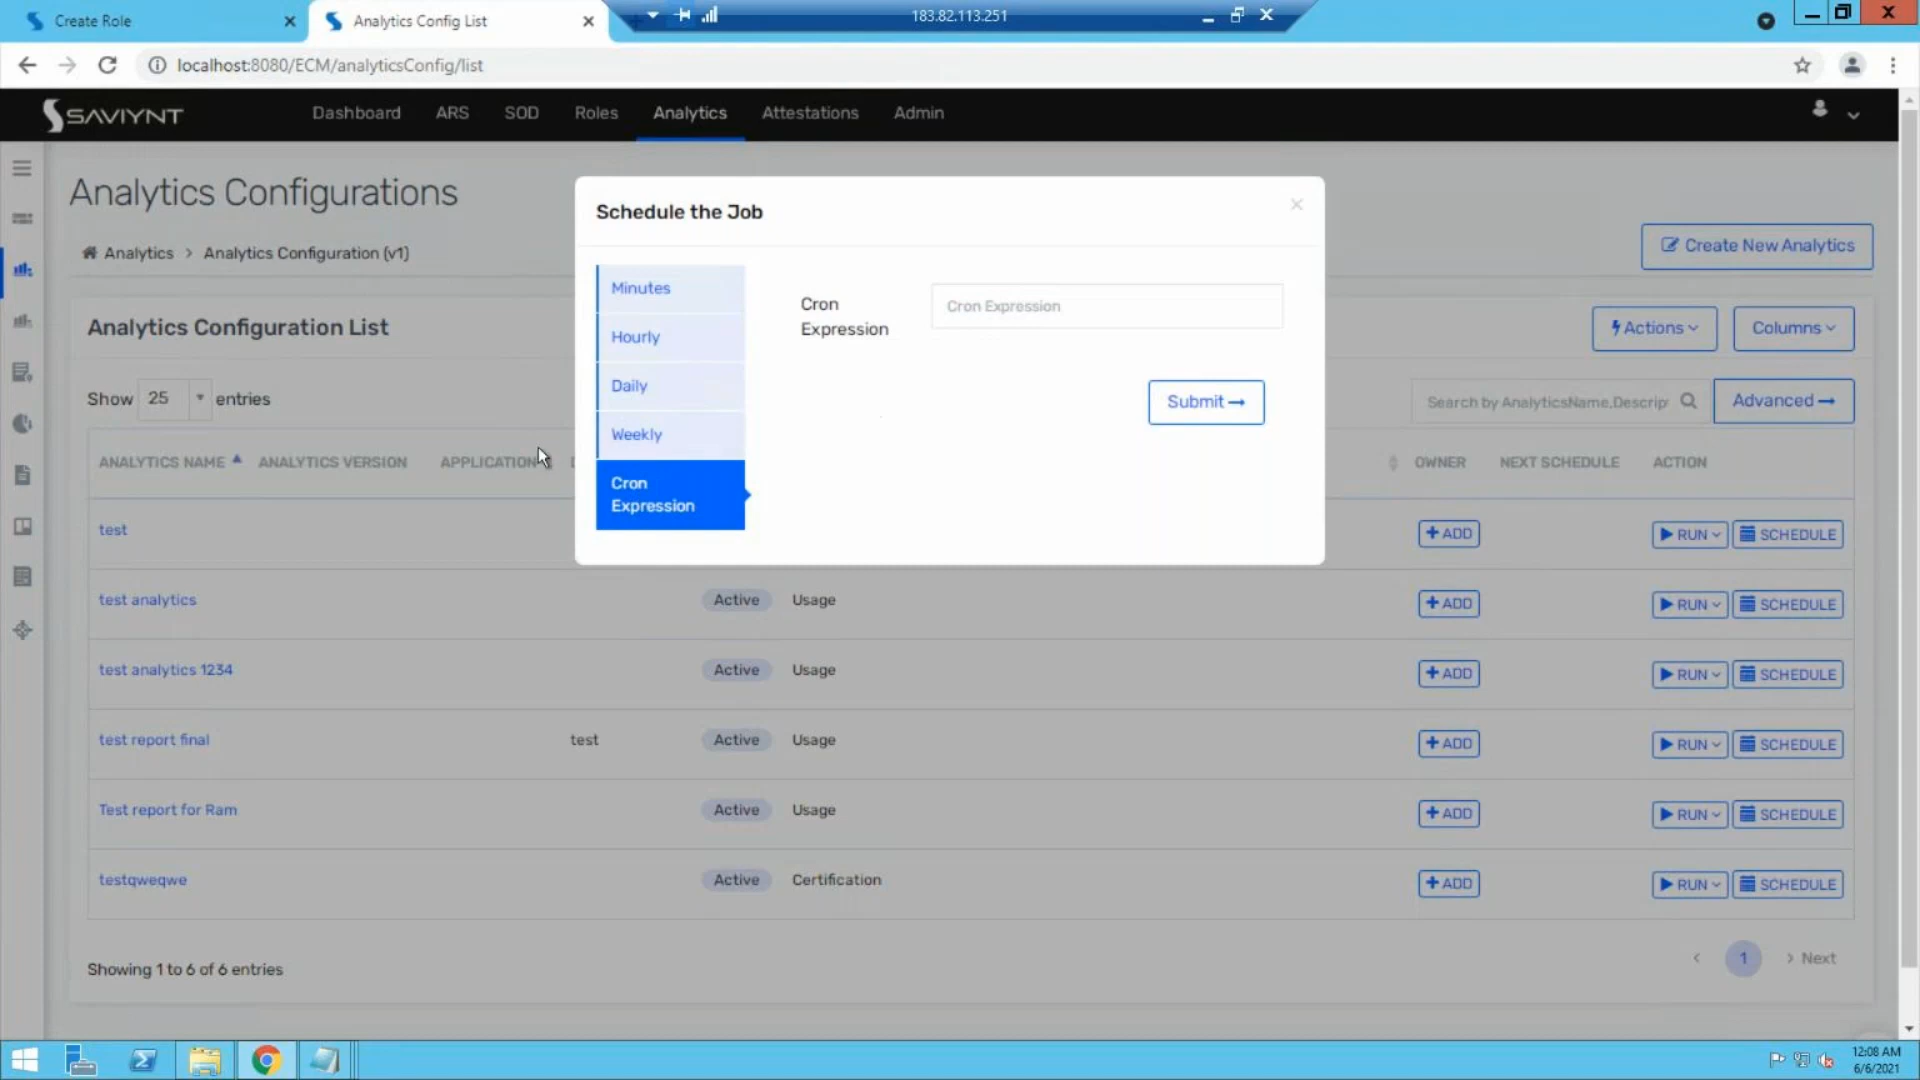 Create Role
Analytics Config List
183.82.113.251
localhost:8080/ECM/analyticsConfig/list
SAVIYNT
Dashboard ARS SOD Roles Analytics Attestations Admin
Analytics Configurations
Analytics > Analytics Configuration (v1)
Create New Analytics
Schedule the Job
Minutes
Hourly
Daily
Weekly
Cron
Expression
Cron
Expression
Cron Expression
Submit
Analytics Configuration List
Actions
Columns
Show 25 entries
Search by AnalyticsName,Descrip
Advanced
ANALYTICS NAME ANALYTICS VERSION APPLICATION OWNER NEXT SCHEDULE ACTION
test ADD RUN SCHEDULE
test analytics Active Usage ADD RUN SCHEDULE
test analytics 1234 Active Usage ADD RUN SCHEDULE
test report final test Active Usage ADD RUN SCHEDULE
Test report for Ram Active Usage ADD RUN SCHEDULE
testqweqwe Active Certification ADD RUN SCHEDULE
Showing 1 to 6 of 6 entries
1 Next
12:08 AM
6/6/2021